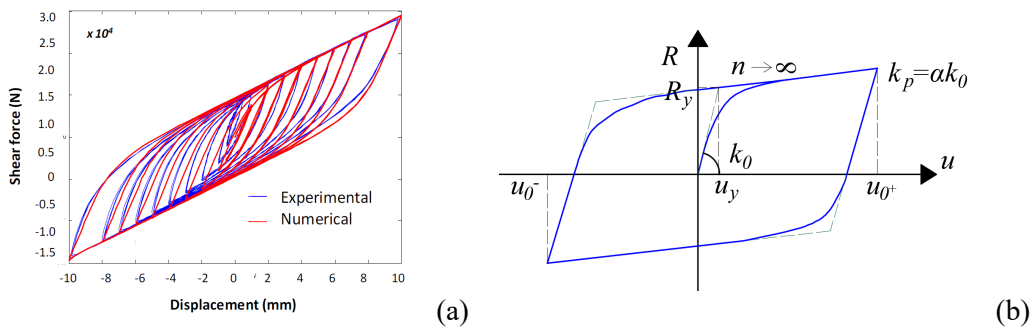 3.0
x 10⁴
2.5
2.0
1.5
1.0
0.5
0
-0.5
-1.0
-1.5
Shear force (N)
Experimental
Numerical
-10 -8 -6 -4 -2 0 2 4 6 8 10
Displacement (mm)
(a)
R
n → ∞
R_y
k_p=αk_0
k_0
u
u_0^-
u_y
u_0^+
(b)